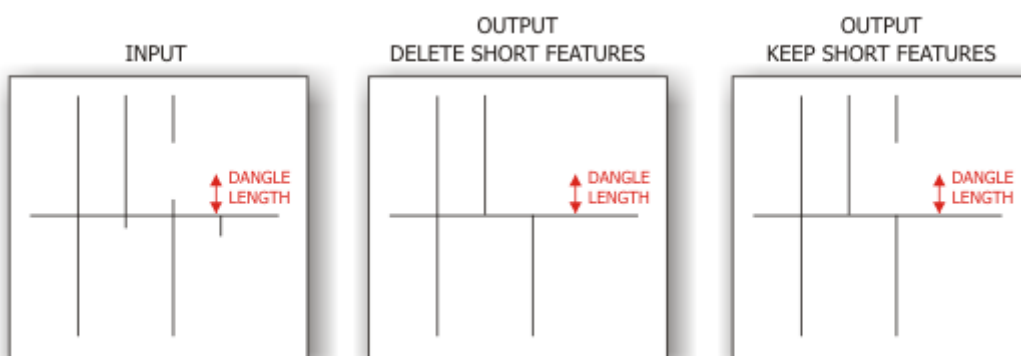 INPUT
OUTPUT
DELETE SHORT FEATURES
OUTPUT
KEEP SHORT FEATURES
DANGLE
LENGTH
DANGLE
LENGTH
DANGLE
LENGTH